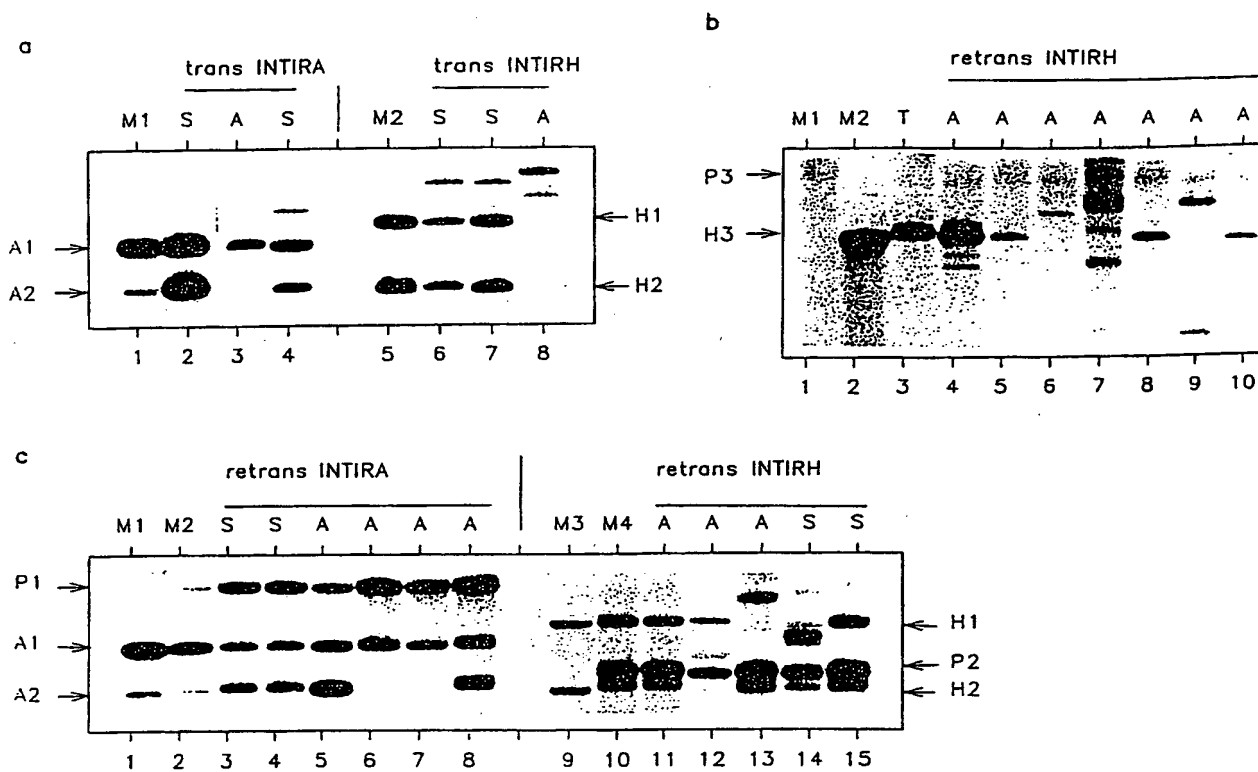 a
trans INTIRA
trans INTIRH
M1 S A S M2 S S A
A1
A2
H1
H2
1 2 3 4 5 6 7 8
b
retrans INTIRH
M1 M2 T A A A A A A A
P3
H3
1 2 3 4 5 6 7 8 9 10
c
retrans INTIRA
retrans INTIRH
M1 M2 S S A A A A M3 M4 A A A S S
P1
A1
A2
H1
P2
H2
1 2 3 4 5 6 7 8 9 10 11 12 13 14 15